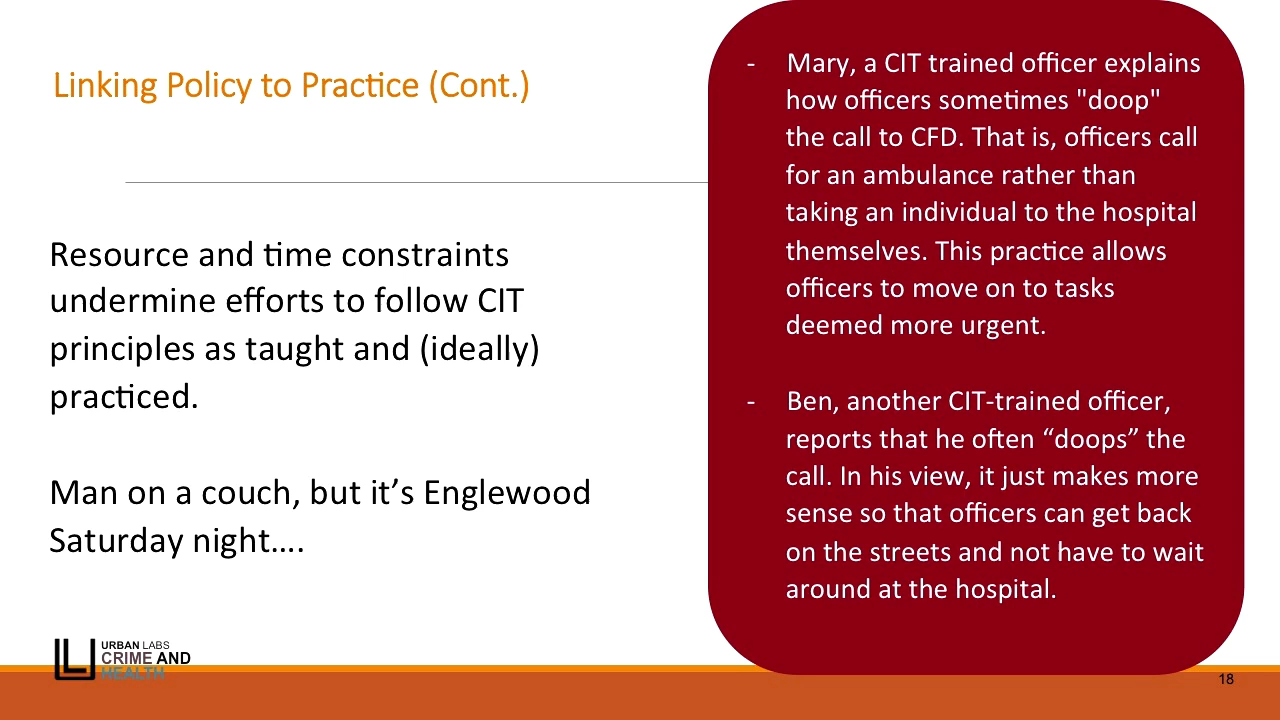 Linking Policy to Practice (Cont.)
Resource and time constraints
undermine efforts to follow CIT
principles as taught and (ideally)
practiced.
Man on a couch, but it’s Englewood
Saturday night….
- Mary, a CIT trained officer explains
how officers sometimes "doop"
the call to CFD. That is, officers call
for an ambulance rather than
taking an individual to the hospital
themselves. This practice allows
officers to move on to tasks
deemed more urgent.
- Ben, another CIT-trained officer,
reports that he often “doops” the
call. In his view, it just makes more
sense so that officers can get back
on the streets and not have to wait
around at the hospital.
URBAN LABS
CRIME AND
HEALTH
18